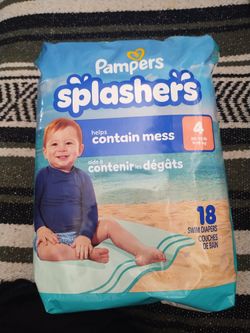 Pampers
splashers
helps
contain mess
4
aide à
contenir les dégâts
18
SWIM DIAPERS
COUCHES
DE BAIN